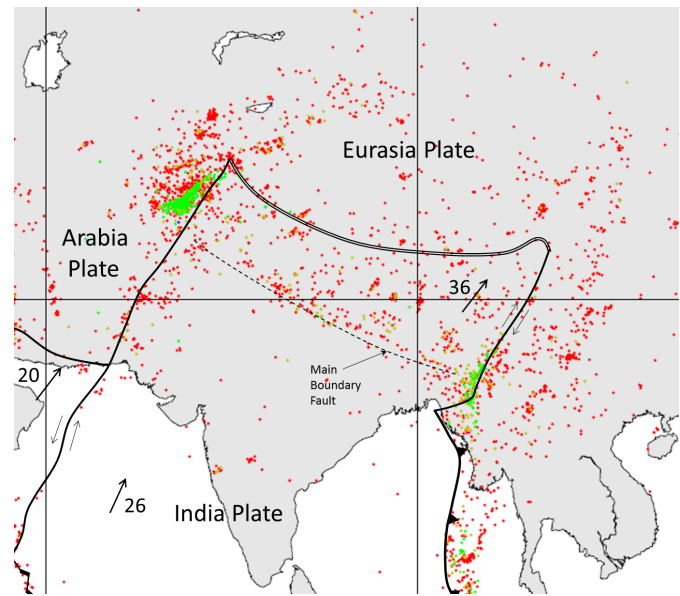 Eurasia Plate
Arabia
Plate
36
Main
Boundary
Fault
20
26
India Plate